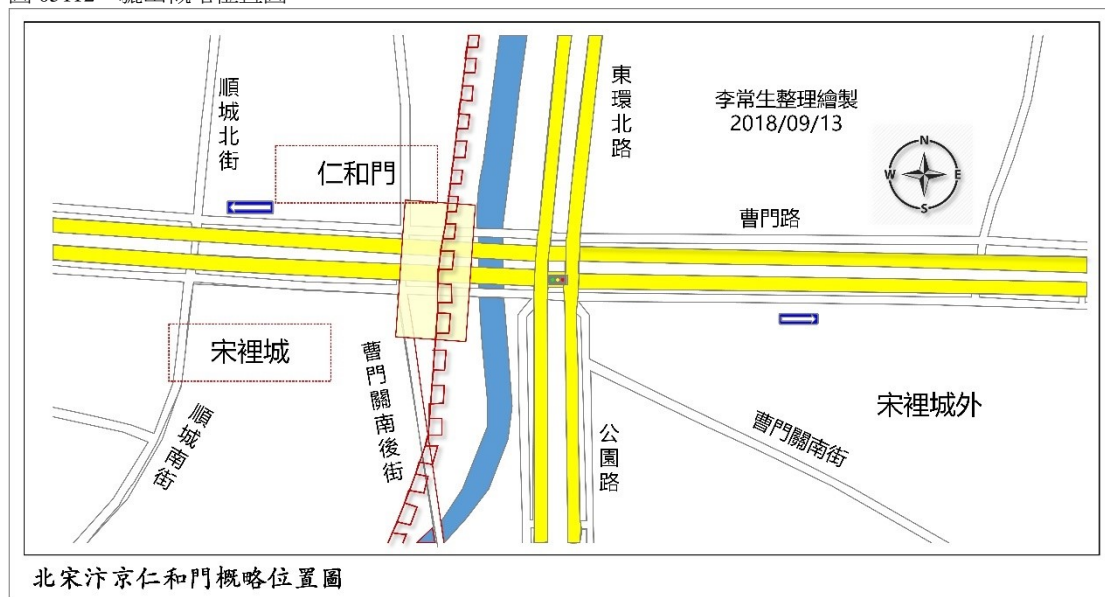 順城北街
仁和門
東環北路
李常生整理繪製
2018/09/13
N
W
E
S
曹門路
宋裡城
順城南街
曹門關南後街
公園路
曹門關南街
宋裡城外
北宋汴京仁和門概略位置圖